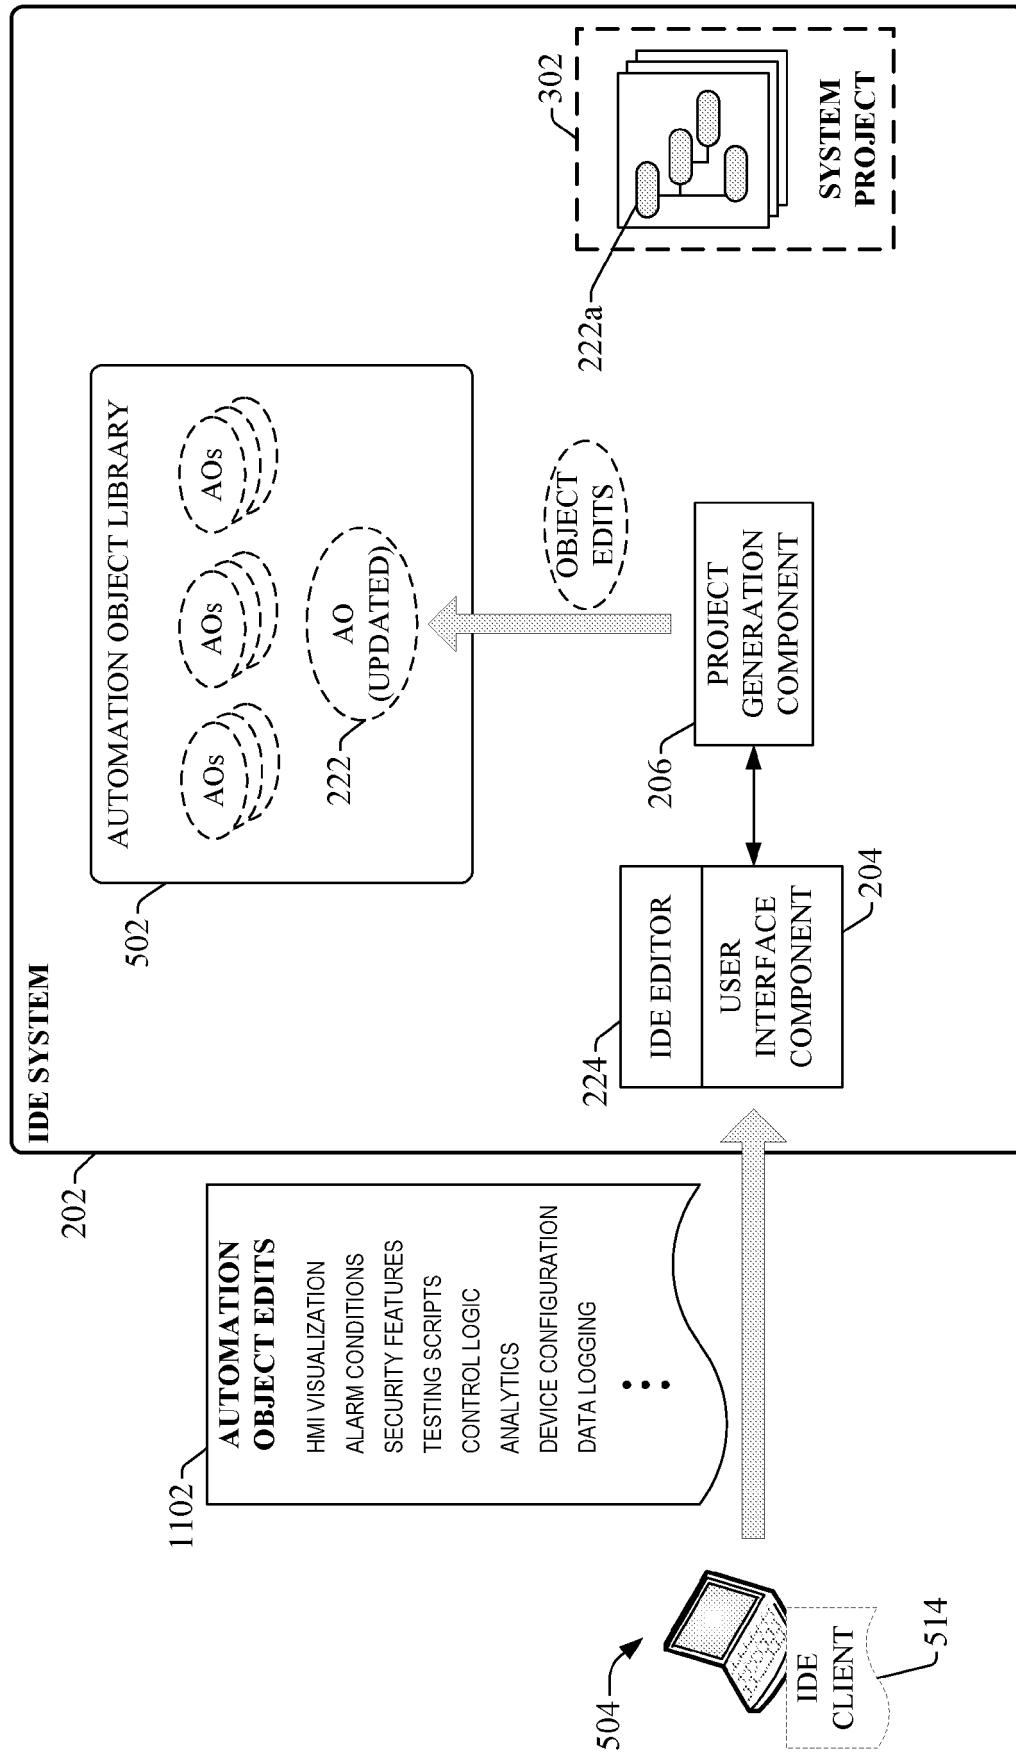 IDE SYSTEM
202
AUTOMATION OBJECT LIBRARY
502
AOs
AOs
AOs
AO
(UPDATED)
222
OBJECT
EDITS
302
222a
SYSTEM
PROJECT
1102
AUTOMATION
OBJECT EDITS
HMI VISUALIZATION
ALARM CONDITIONS
SECURITY FEATURES
TESTING SCRIPTS
CONTROL LOGIC
ANALYTICS
DEVICE CONFIGURATION
DATA LOGGING
224
IDE EDITOR
USER
INTERFACE
COMPONENT
204
206
PROJECT
GENERATION
COMPONENT
504
IDE
CLIENT
514